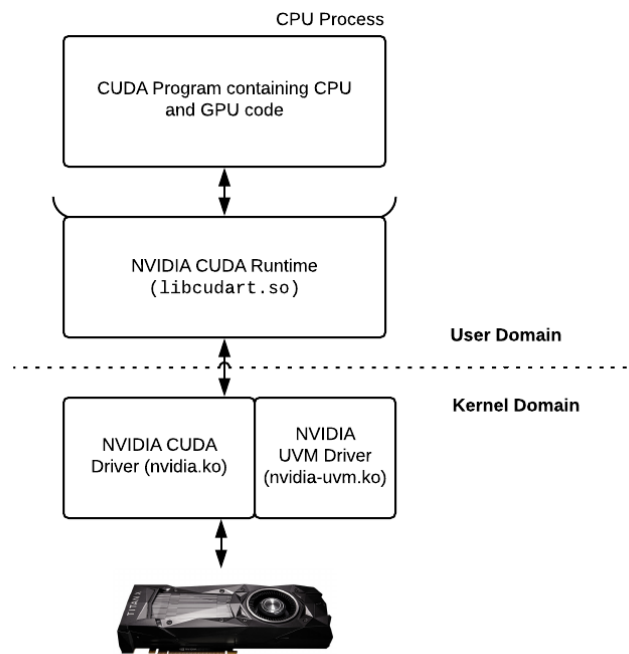 CPU Process
CUDA Program containing CPU
and GPU code
NVIDIA CUDA Runtime
(libcudart.so)
User Domain
Kernel Domain
NVIDIA CUDA
Driver (nvidia.ko)
NVIDIA
UVM Driver
(nvidia-uvm.ko)
TITAN X